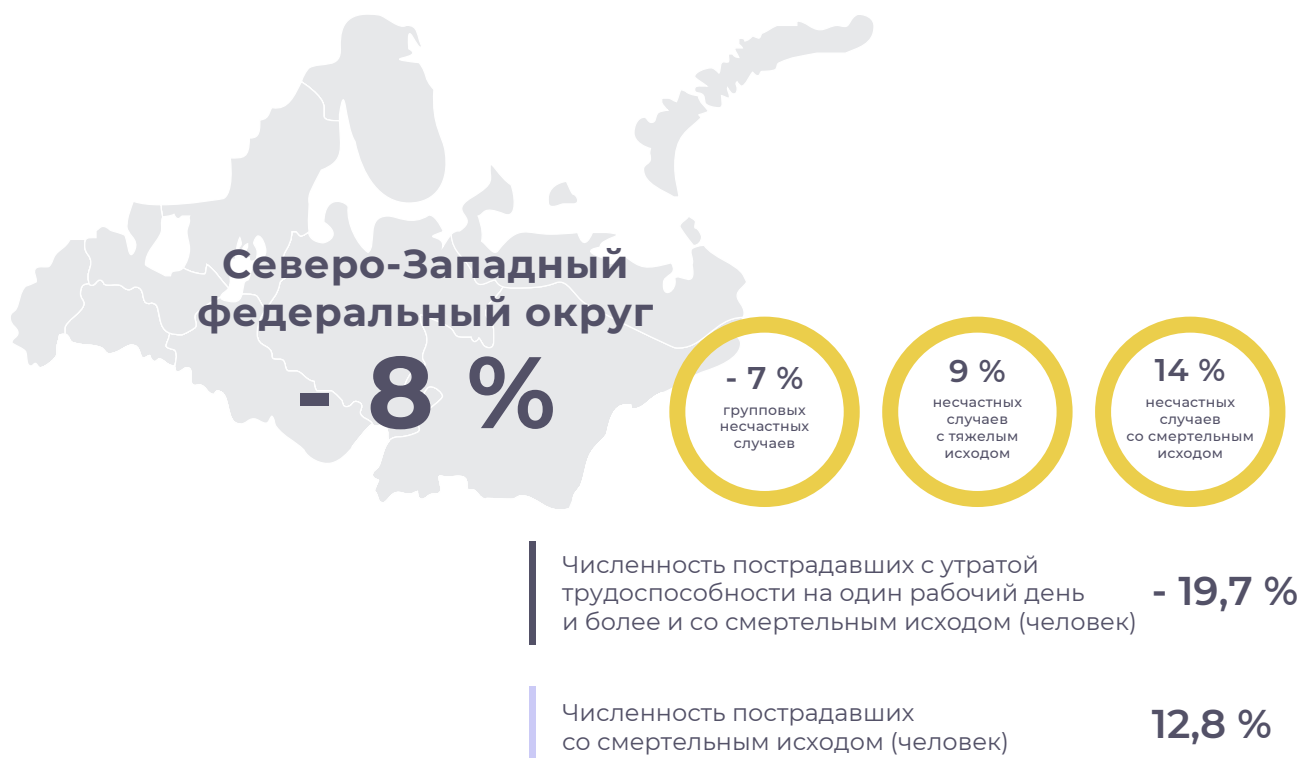 Северо-Западный
федеральный округ
- 8 %
- 7 %
групповых
несчастных
случаев
9 %
несчастных
случаев
с тяжелым
исходом
14 %
несчастных
случаев
со смертельным
исходом
Численность пострадавших с утратой
трудоспособности на один рабочий день
и более и со смертельным исходом (человек)
- 19,7 %
Численность пострадавших
со смертельным исходом (человек)
12,8 %